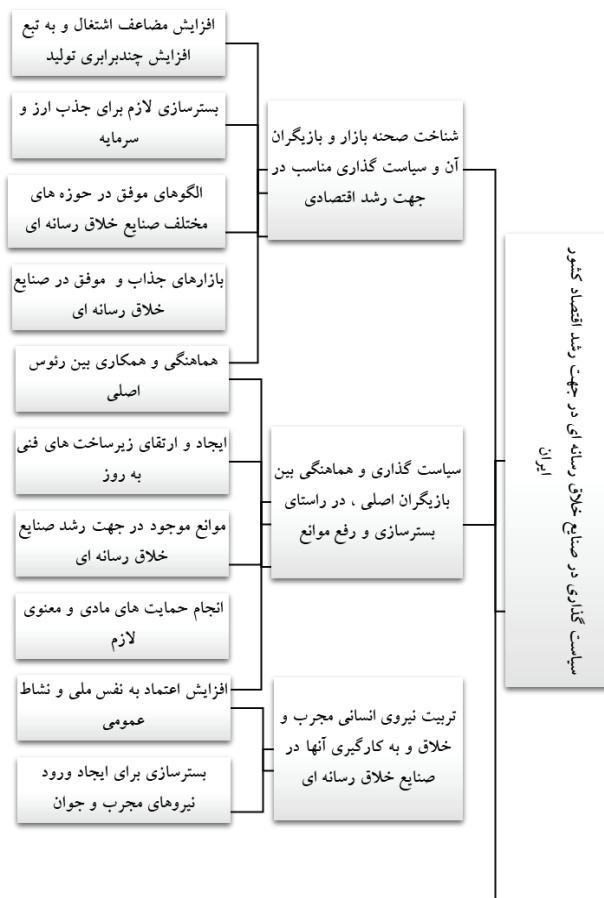 سیاست گذاری در صنایع خلاق رسانه ای در جهت رشد اقتصاد کشور
ایران
شناخت صحنه بازار و بازیگران
آن و سیاست گذاری مناسب در
جهت رشد اقتصادی
افزایش مضاعف اشتغال و به تبع
افزایش چندبرابری تولید
بسترسازی لازم برای جذب ارز و
سرمایه
الگوهای موفق در حوزه های
مختلف صنایع خلاق رسانه ای
بازارهای جذاب و موفق در صنایع
خلاق رسانه ای
سیاست گذاری و هماهنگی بین
بازیگران اصلی ، در راستای
بسترسازی و رفع موانع
هماهنگی و همکاری بین رئوس
اصلی
ایجاد و ارتقای زیرساخت های فنی
به روز
موانع موجود در جهت رشد صنایع
خلاق رسانه ای
انجام حمایت های مادی و معنوی
لازم
تربیت نیروی انسانی مجرب و
خلاق و به کارگیری آنها در
صنایع خلاق رسانه ای
افزایش اعتماد به نفس ملی و نشاط
عمومی
بسترسازی برای ایجاد ورود
نیروهای مجرب و جوان